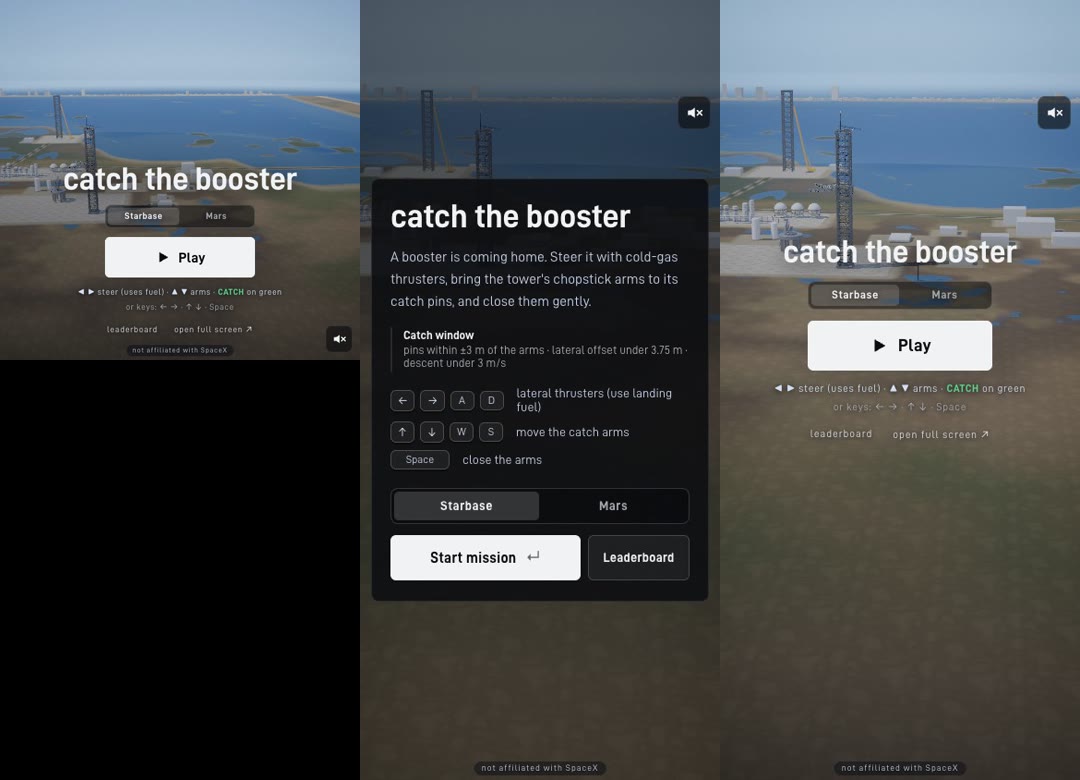 catch the booster
Starbase Mars
▶ Play
◀ ▶ steer (uses fuel) · ▲ ▼ arms · CATCH on green
or keys: ← → · ↑ ↓ · Space
leaderboard open full screen ↗
not affiliated with SpaceX
catch the booster
A booster is coming home. Steer it with cold-gas
thrusters, bring the tower's chopstick arms to its
catch pins, and close them gently.
Catch window
pins within ±3 m of the arms · lateral offset under 3.75 m ·
descent under 3 m/s
← → A D lateral thrusters (use landing
fuel)
↑ ↓ W S move the catch arms
Space close the arms
Starbase Mars
Start mission ↵ Leaderboard
not affiliated with SpaceX
catch the booster
Starbase Mars
▶ Play
◀ ▶ steer (uses fuel) · ▲ ▼ arms · CATCH on green
or keys: ← → · ↑ ↓ · Space
leaderboard open full screen ↗
not affiliated with SpaceX